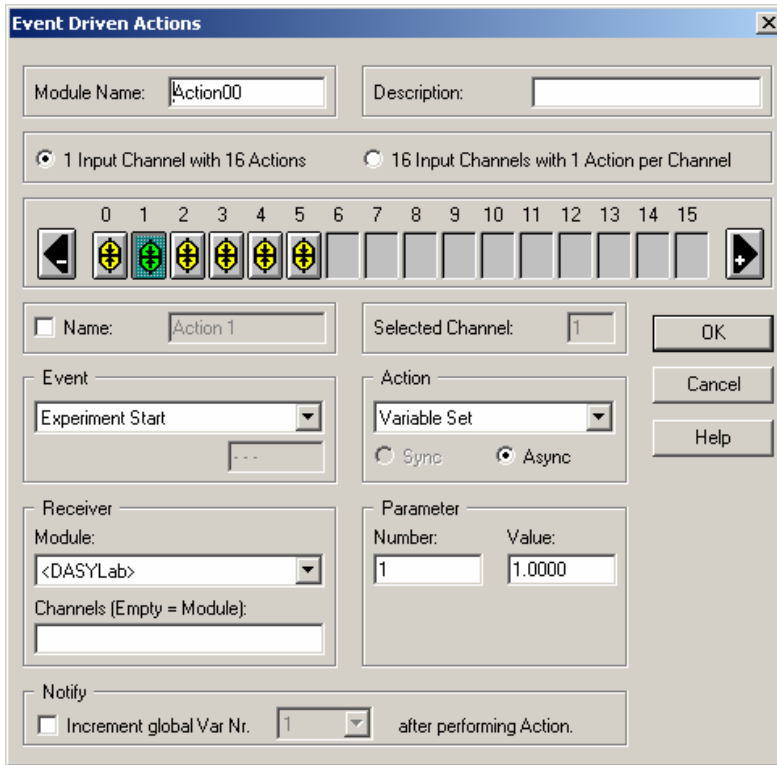 Event Driven Actions
Module Name: Action00 Description:
1 Input Channel with 16 Actions 16 Input Channels with 1 Action per Channel
0 1 2 3 4 5 6 7 8 9 10 11 12 13 14 15
- +
Name: Action 1 Selected Channel: 1 OK
Event Action Cancel
Experiment Start Variable Set
- - - Sync Async Help
Receiver Parameter
Module: Number: Value:
<DASYLab> 1 1.0000
Channels (Empty = Module):
Notify
Increment global Var Nr. 1 after performing Action.